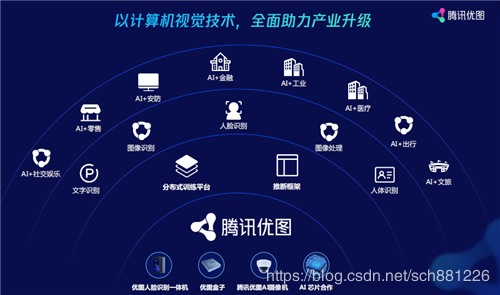 以计算机视觉技术，全面助力产业升级
腾讯优图
AI+金融
AI+安防
AI+工业
AI+零售
AI+医疗
人脸识别
图像识别
图像处理
AI+出行
AI+社交娱乐
文字识别
分布式训练平台
推断框架
人体识别
AI+文旅
腾讯优图
优图人脸识别一体机
优图盒子
腾讯优图AI摄像机
AI 芯片合作
https://blog.csdn.net/sch881226